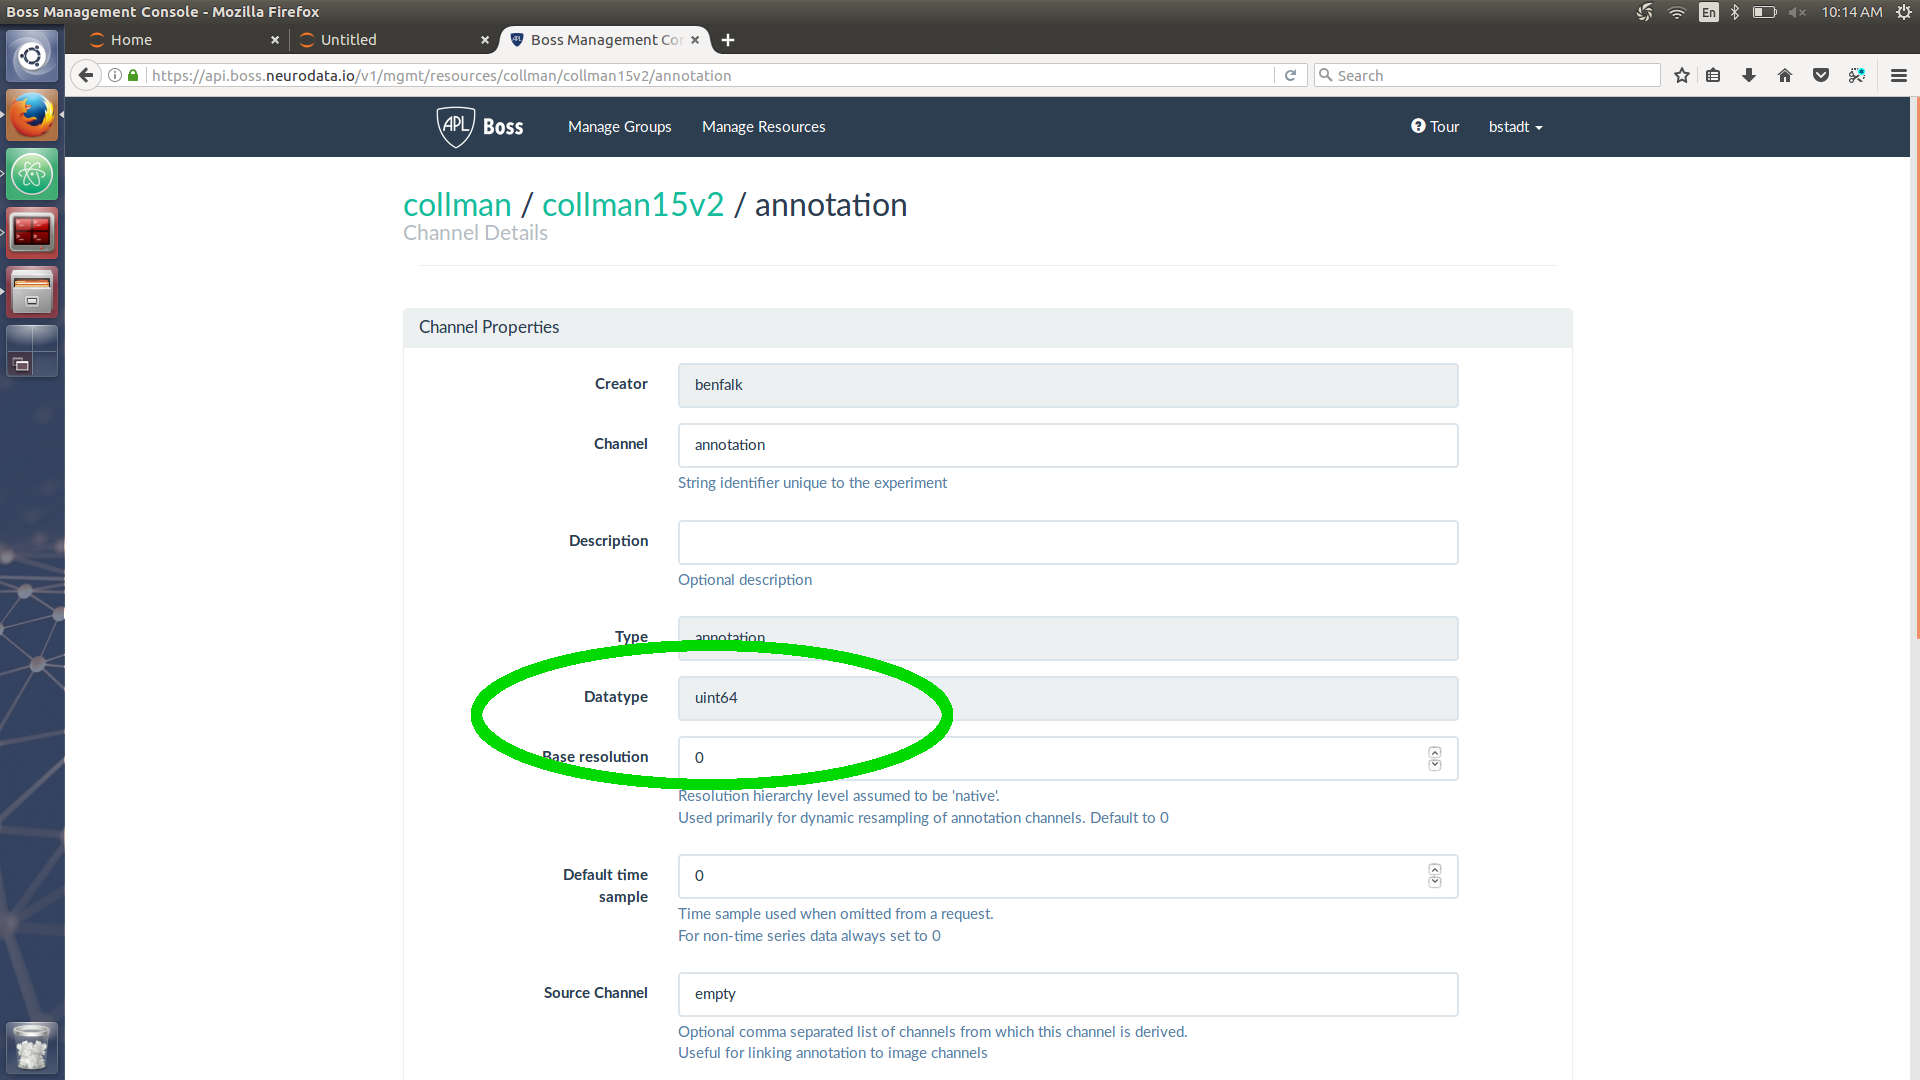 Boss Management Console - Mozilla Firefox
En
10:14 AM
Home
Untitled
Boss Management Co
https://api.boss.neurodata.io/v1/mgmt/resources/collman/collman15v2/annotation
Search
APL Boss
Manage Groups
Manage Resources
Tour
bstadt
collman / collman15v2 / annotation
Channel Details
Channel Properties
Creator
benfalk
Channel
annotation
String identifier unique to the experiment
Description
Optional description
Type
annotation
Datatype
uint64
Base resolution
0
Resolution hierarchy level assumed to be 'native'.
Used primarily for dynamic resampling of annotation channels. Default to 0
Default time
sample
0
Time sample used when omitted from a request.
For non-time series data always set to 0
Source Channel
empty
Optional comma separated list of channels from which this channel is derived.
Useful for linking annotation to image channels